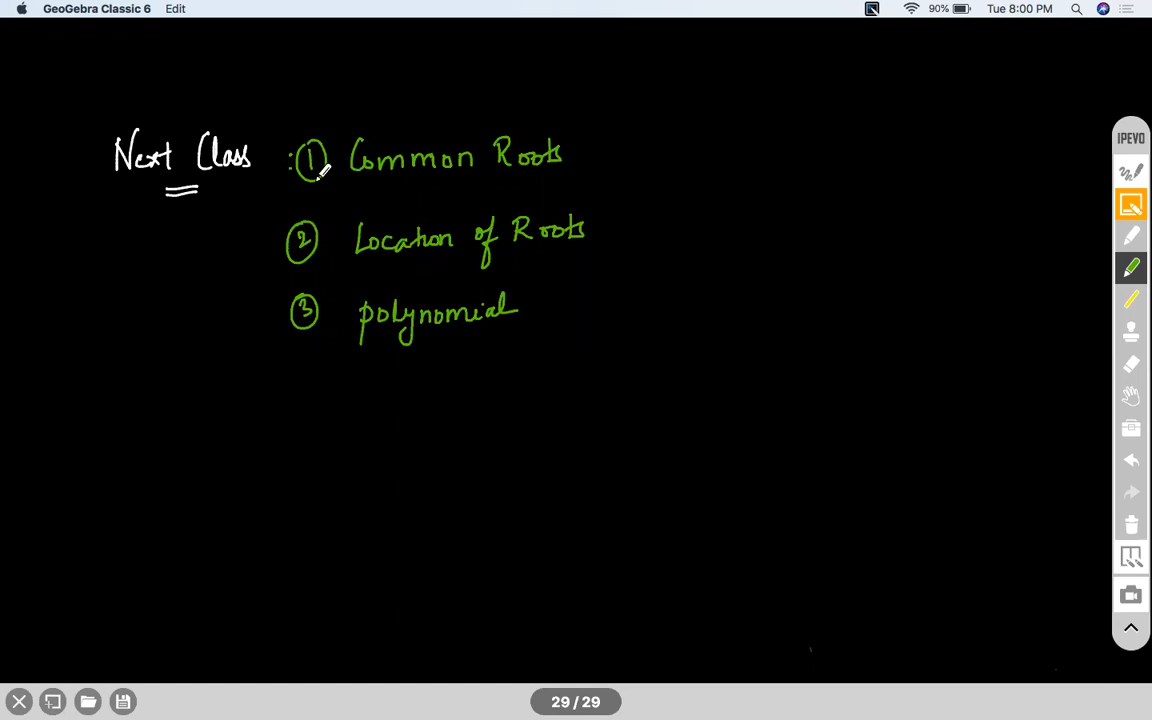 GeoGebra Classic 6 Edit 90% Tue 8:00 PM
IPEVO
Next Class :① Common Roots
② Location of Roots
③ polynomial
29 / 29